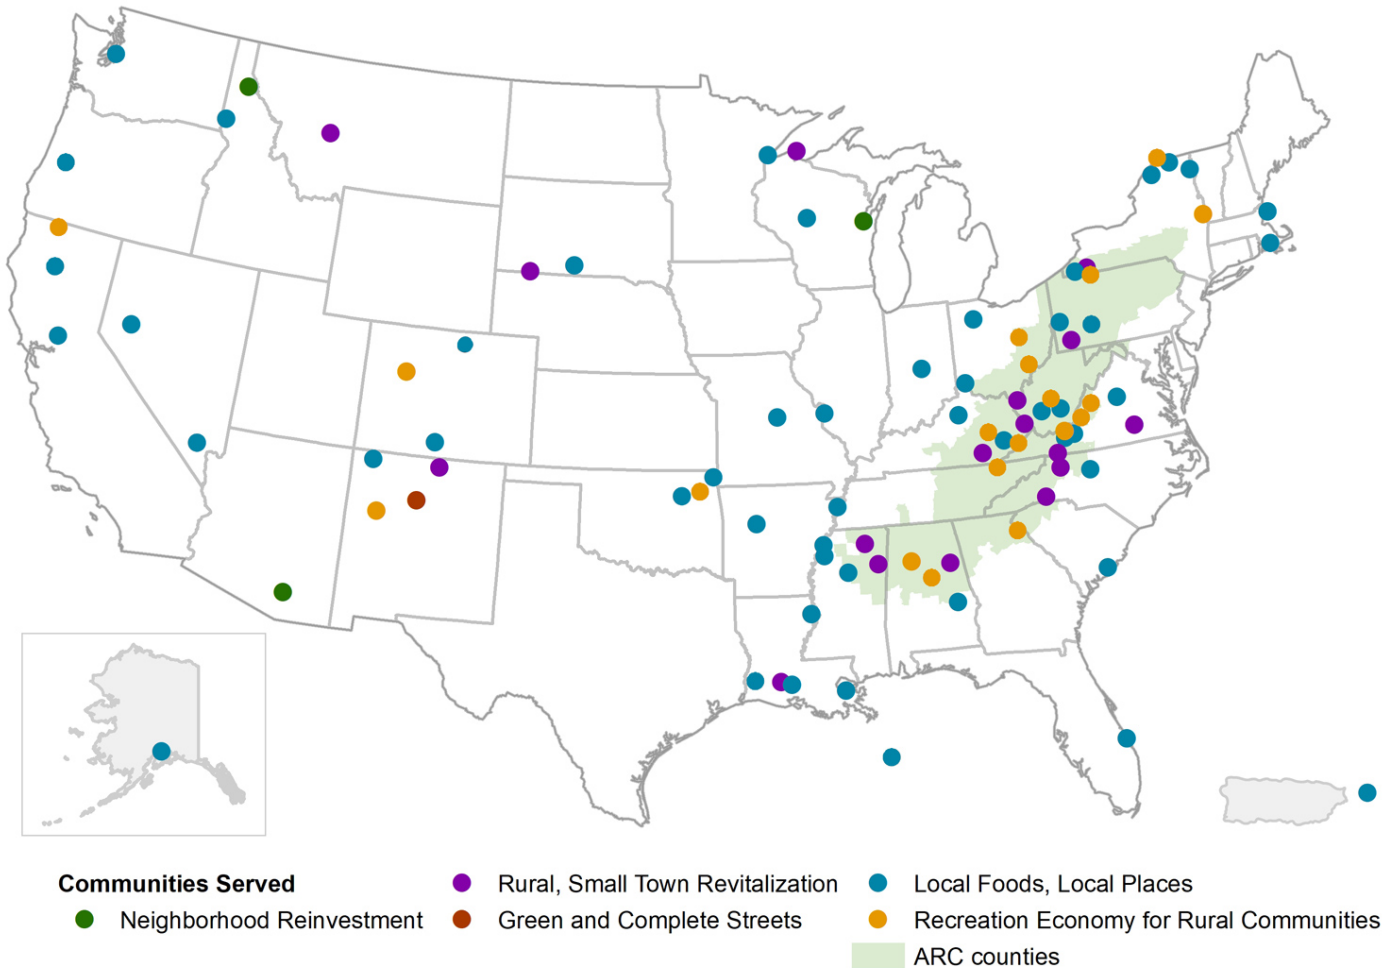 Communities Served
Neighborhood Reinvestment
Rural, Small Town Revitalization
Green and Complete Streets
Local Foods, Local Places
Recreation Economy for Rural Communities
ARC counties